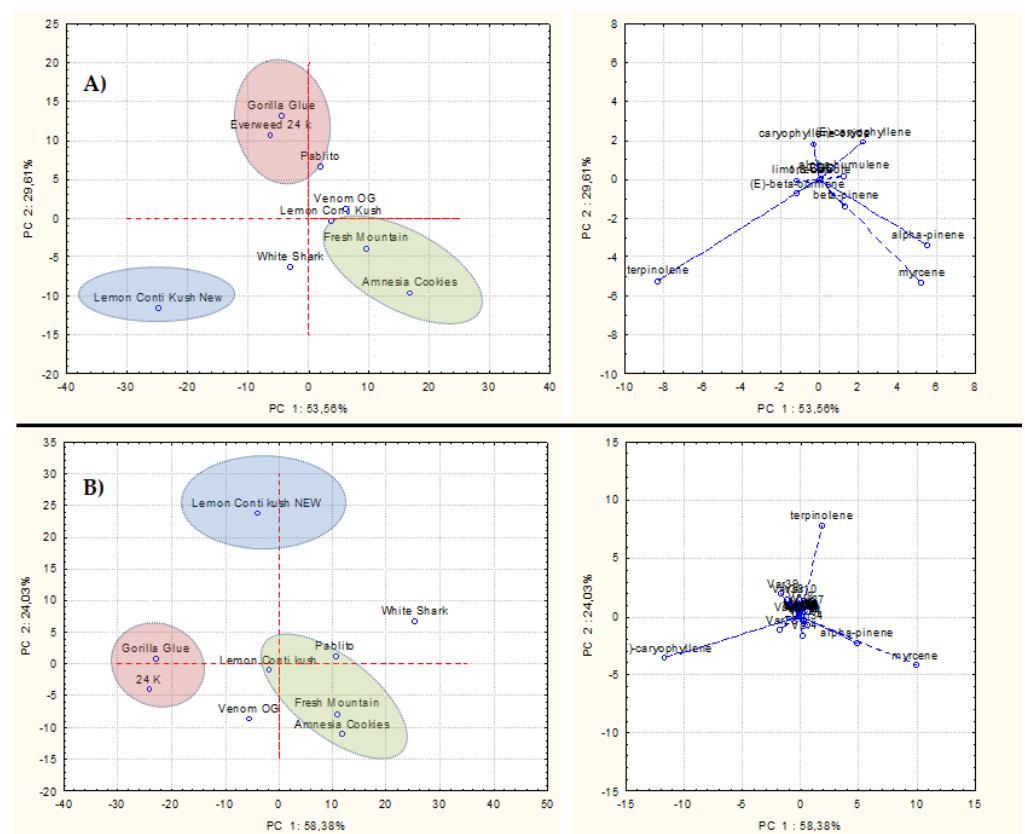 A)
25
20
15
10
5
0
-5
-10
-15
-20
-40
-30
-20
-10
0
10
20
30
40
PC 2 : 29,61%
PC 1 : 53,56%
Gorilla Glue
Everweed 24 k
Pablito
Venom OG
Lemon Conti Kush
Fresh Mountain
White Shark
Amnesia Cookies
Lemon Conti Kush New
8
6
4
2
0
-2
-4
-6
-8
-10
-10
-8
-6
-4
-2
0
2
4
6
8
PC 2 : 29,61%
PC 1 : 53,56%
(E)-caryophyllene
beta-pinene
alpha-pinene
myrcene
terpinolene
B)
35
30
25
20
15
10
5
0
-5
-10
-15
-20
-40
-30
-20
-10
0
10
20
30
40
50
PC 2: 24,03%
PC 1: 58,38%
Lemon Conti kush NEW
White Shark
Gorilla Glue
Pablito
Lemon Conti kush
24 K
Fresh Mountain
Venom OG
Amnesia Cookies
15
10
5
0
-5
-10
-15
-15
-10
-5
0
5
10
15
PC 2 : 24,03%
PC 1 : 58,38%
terpinolene
alpha-pinene
)-caryophyllene
myrcene